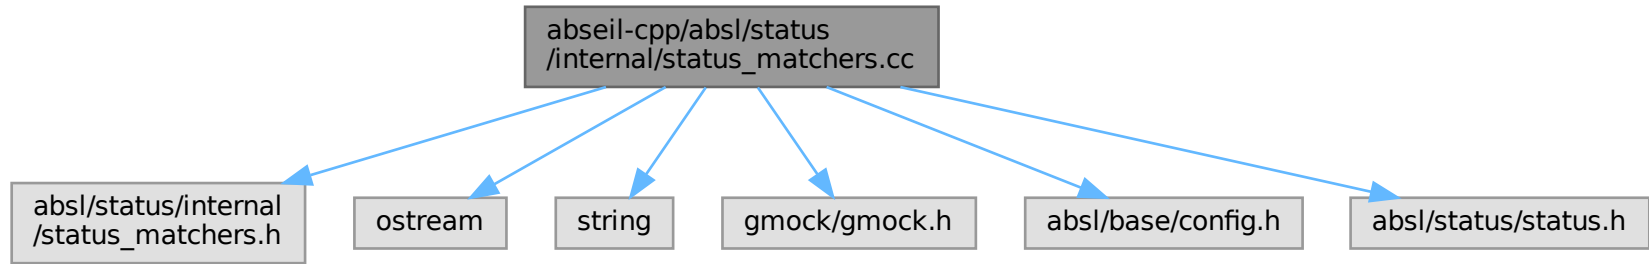 abseil-cpp/absl/status
/internal/status_matchers.cc
absl/status/internal
/status_matchers.h
ostream
string
gmock/gmock.h
absl/base/config.h
absl/status/status.h